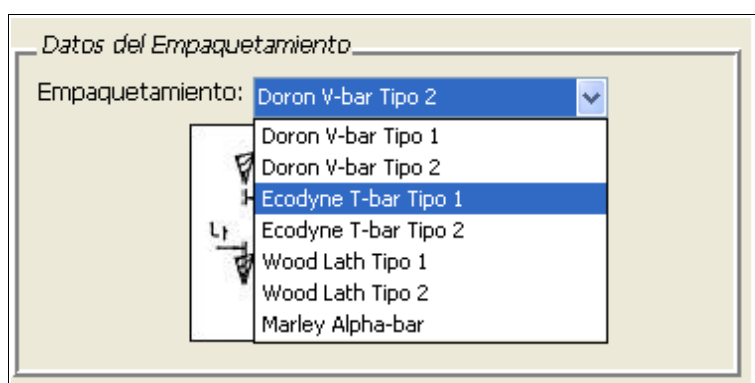 Datos del Empaquetamiento
Empaquetamiento: Doron V-bar Tipo 2
Doron V-bar Tipo 1
Doron V-bar Tipo 2
Ecodyne T-bar Tipo 1
Ecodyne T-bar Tipo 2
Wood Lath Tipo 1
Wood Lath Tipo 2
Marley Alpha-bar